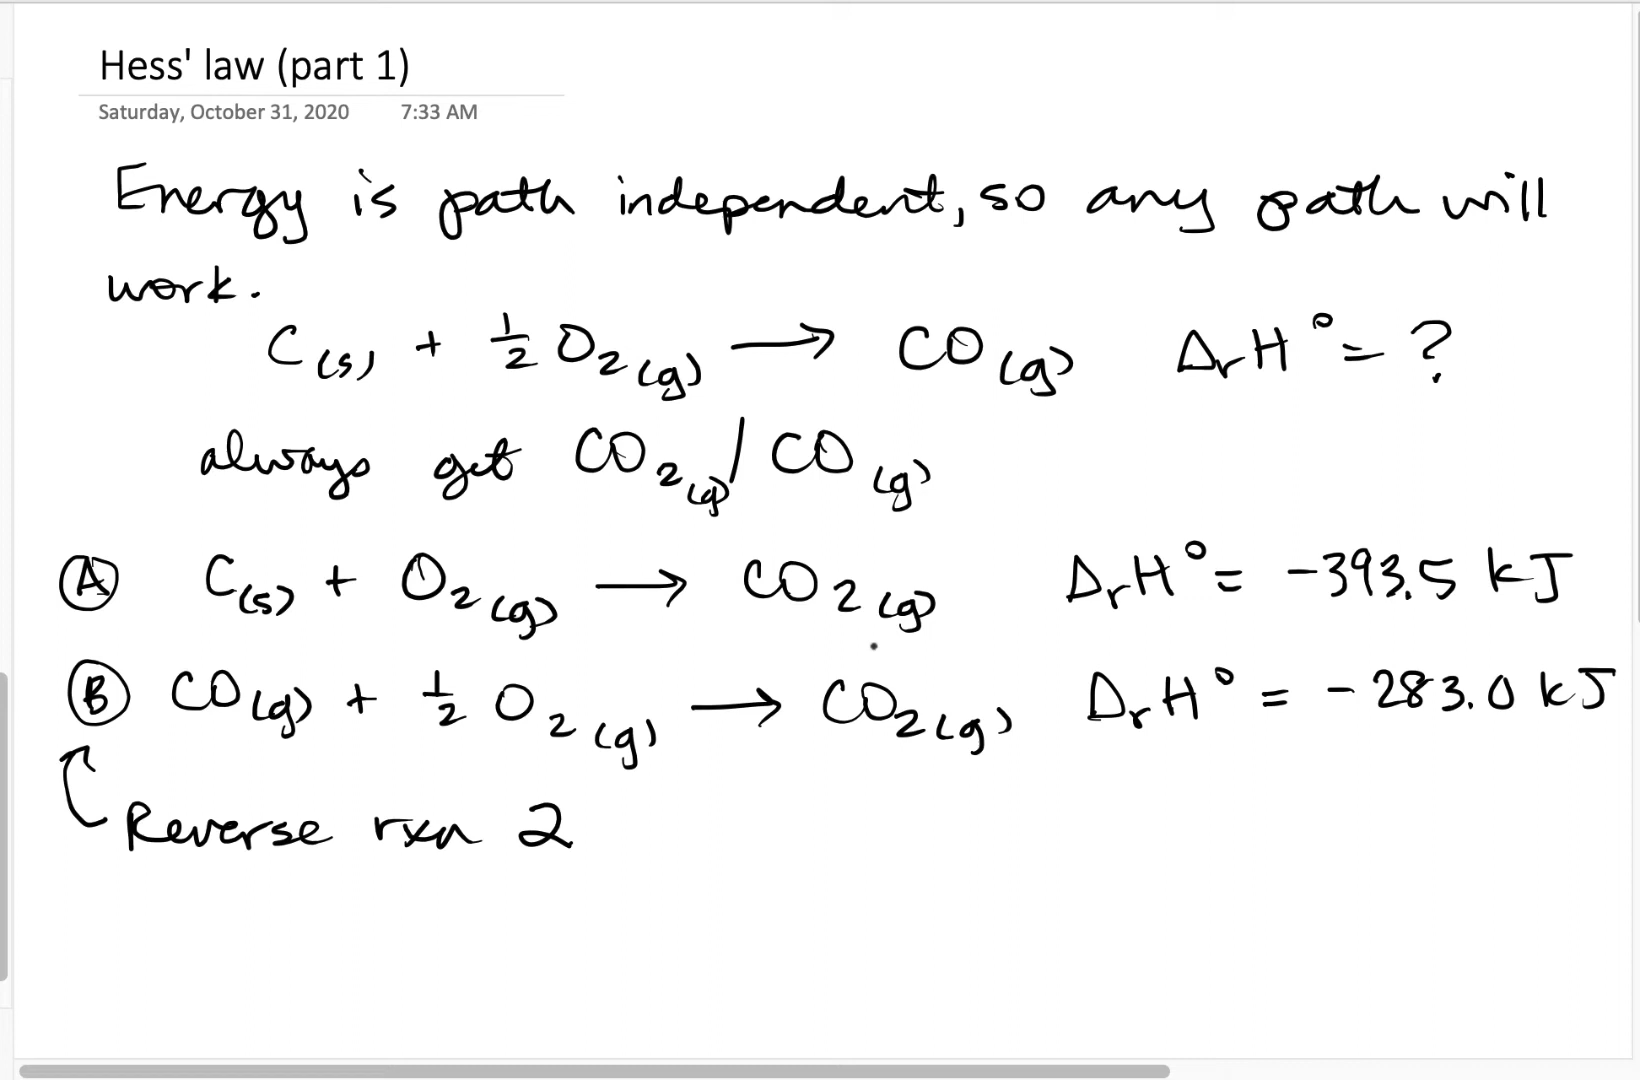 Hess' law (part 1)
Saturday, October 31, 2020 7:33 AM
Energy is path independent, so any path will
work.
C(s) + ½ O₂(g) → CO(g) ΔrH° = ?
always get CO₂(g)/CO(g)
Ⓐ C(s) + O₂(g) → CO₂(g) ΔrH° = -393.5 kJ
Ⓑ CO(g) + ½ O₂(g) → CO₂(g) ΔrH° = -283.0 kJ
Reverse rxn 2